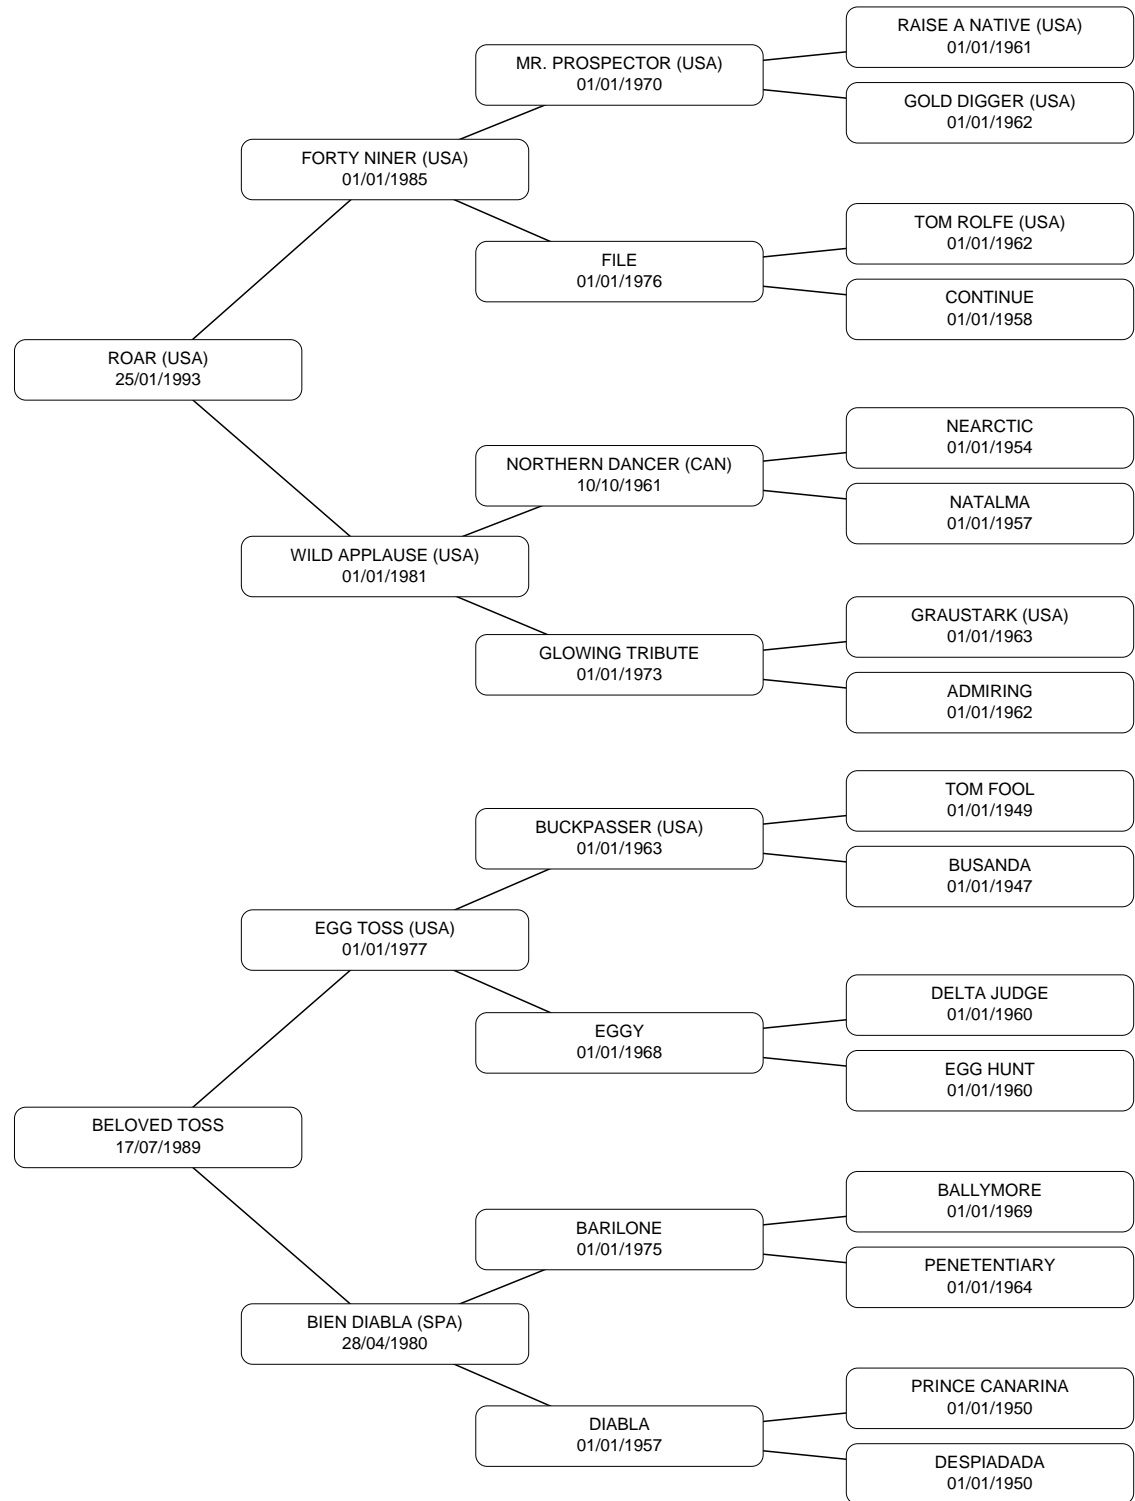 RAISE A NATIVE (USA)
01/01/1961
MR. PROSPECTOR (USA)
01/01/1970
GOLD DIGGER (USA)
01/01/1962
FORTY NINER (USA)
01/01/1985
TOM ROLFE (USA)
01/01/1962
FILE
01/01/1976
CONTINUE
01/01/1958
ROAR (USA)
25/01/1993
NEARCTIC
01/01/1954
NORTHERN DANCER (CAN)
10/10/1961
NATALMA
01/01/1957
WILD APPLAUSE (USA)
01/01/1981
GRAUSTARK (USA)
01/01/1963
GLOWING TRIBUTE
01/01/1973
ADMIRING
01/01/1962
TOM FOOL
01/01/1949
BUCKPASSER (USA)
01/01/1963
BUSANDA
01/01/1947
EGG TOSS (USA)
01/01/1977
DELTA JUDGE
01/01/1960
EGGY
01/01/1968
EGG HUNT
01/01/1960
BELOVED TOSS
17/07/1989
BALLYMORE
01/01/1969
BARILONE
01/01/1975
PENETENTIARY
01/01/1964
BIEN DIABLA (SPA)
28/04/1980
PRINCE CANARINA
01/01/1950
DIABLA
01/01/1957
DESPIADADA
01/01/1950